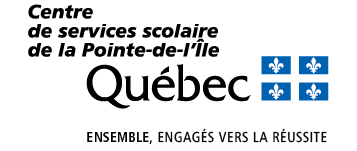 Centre
de services scolaire
de la Pointe-de-l'Île
Québec
ENSEMBLE, ENGAGÉS VERS LA RÉUSSITE